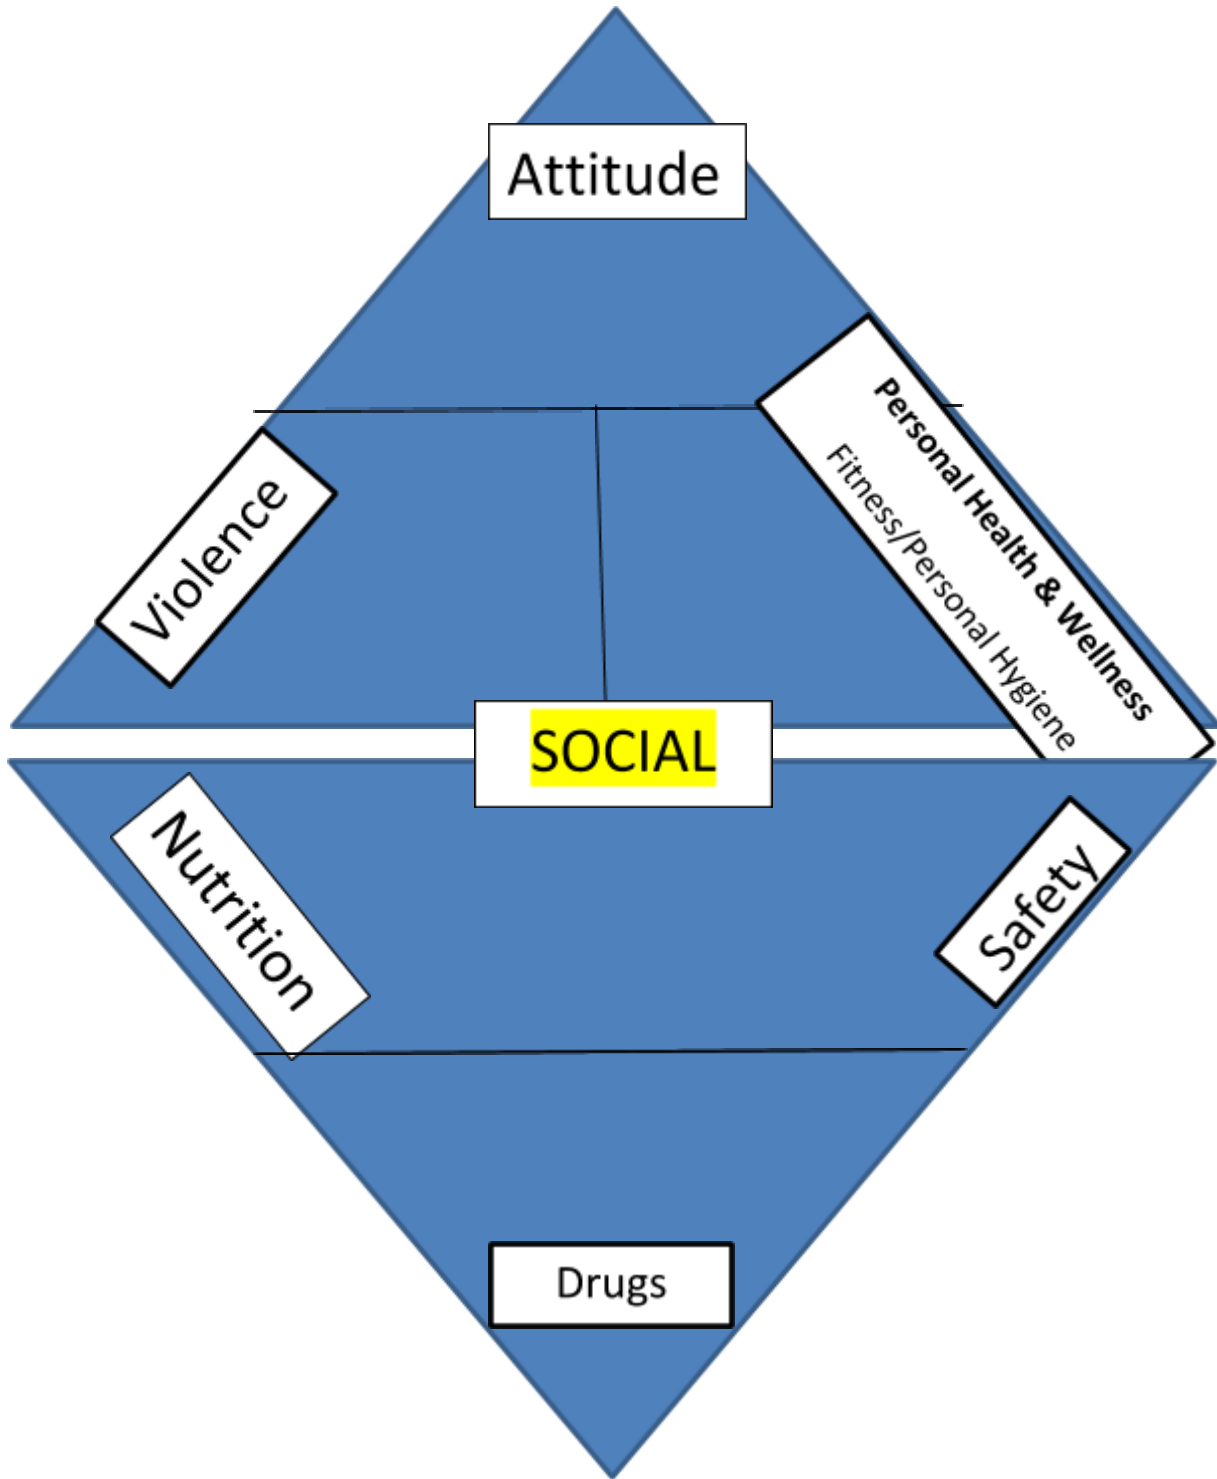 Attitude
Personal Health & Wellness
Fitness/Personal Hygiene
Violence
SOCIAL
Nutrition
Safety
Drugs